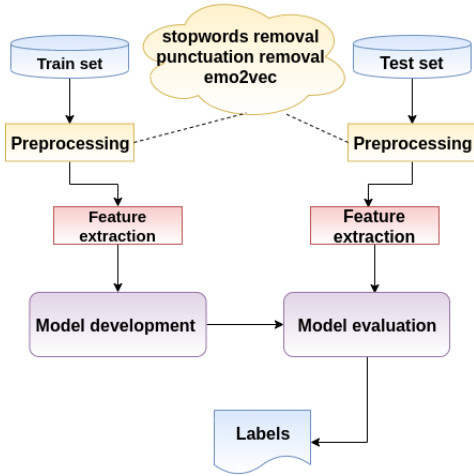 stopwords removal
punctuation removal
emo2vec
Train set
Test set
Preprocessing
Preprocessing
Feature
extraction
Feature
extraction
Model development
Model evaluation
Labels